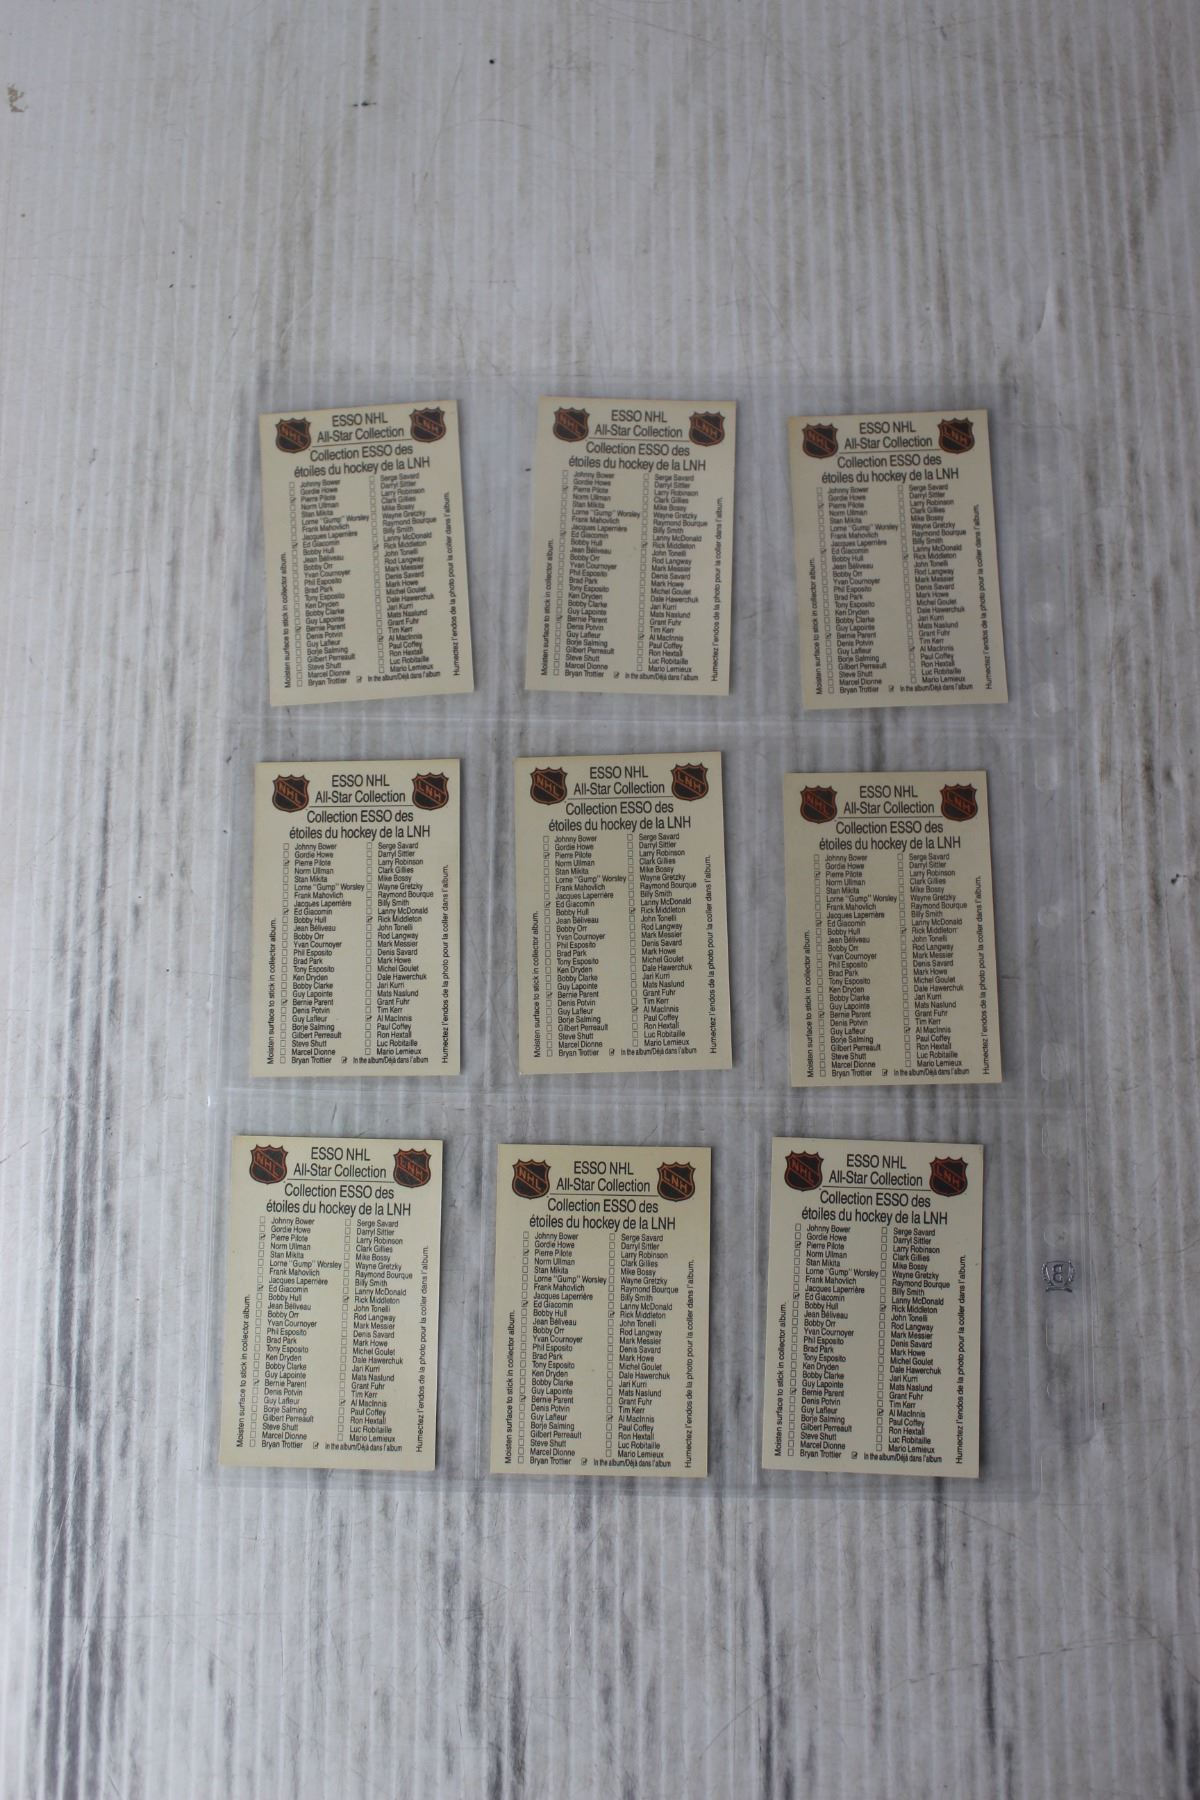 NHL
ESSO NHL
All-Star Collection
LNH
Collection ESSO des
étoiles du hockey de la LNH
Johnny Bower
Gordie Howe
Pierre Pilote
Norm Ullman
Stan Mikita
Lorne "Gump" Worsley
Frank Mahovlich
Jacques Laperrière
Ed Giacomin
Bobby Hull
Jean Béliveau
Bobby Orr
Yvan Cournoyer
Phil Esposito
Brad Park
Tony Esposito
Ken Dryden
Bobby Clarke
Guy Lapointe
Bernie Parent
Denis Potvin
Guy Lafleur
Borje Salming
Gilbert Perreault
Steve Shutt
Marcel Dionne
Bryan Trottier
Serge Savard
Darryl Sittler
Larry Robinson
Clark Gillies
Mike Bossy
Wayne Gretzky
Raymond Bourque
Billy Smith
Lanny McDonald
Rick Middleton
John Tonelli
Rod Langway
Mark Messier
Denis Savard
Mark Howe
Michel Goulet
Dale Hawerchuk
Jari Kurri
Mats Naslund
Grant Fuhr
Tim Kerr
Al MacInnis
Paul Coffey
Ron Hextall
Luc Robitaille
Mario Lemieux
In the album/Déjà dans l'album
Moisten surface to stick in collector album.
Humectez l'endos de la photo pour la coller dans l'album.